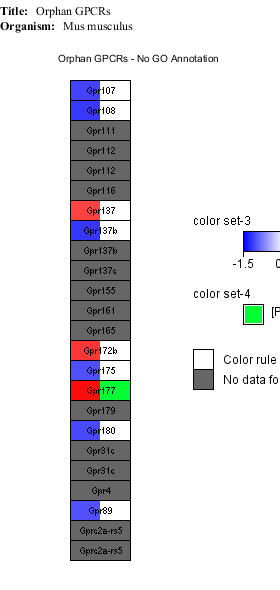 Title: Orphan GPCRs
Organism: Mus musculus
Orphan GPCRs - No GO Annotation
Gpr107
Gpr108
Gpr111
Gpr112
Gpr112
Gpr116
Gpr137
Gpr137b
Gpr137b
Gpr137c
Gpr155
Gpr161
Gpr165
Gpr172b
Gpr175
Gpr177
Gpr179
Gpr180
Gpr31c
Gpr31c
Gpr4
Gpr89
Gprc2a-rs5
Gprc2a-rs5
color set-3
-1.5 0
color set-4
[P
Color rule
No data fo